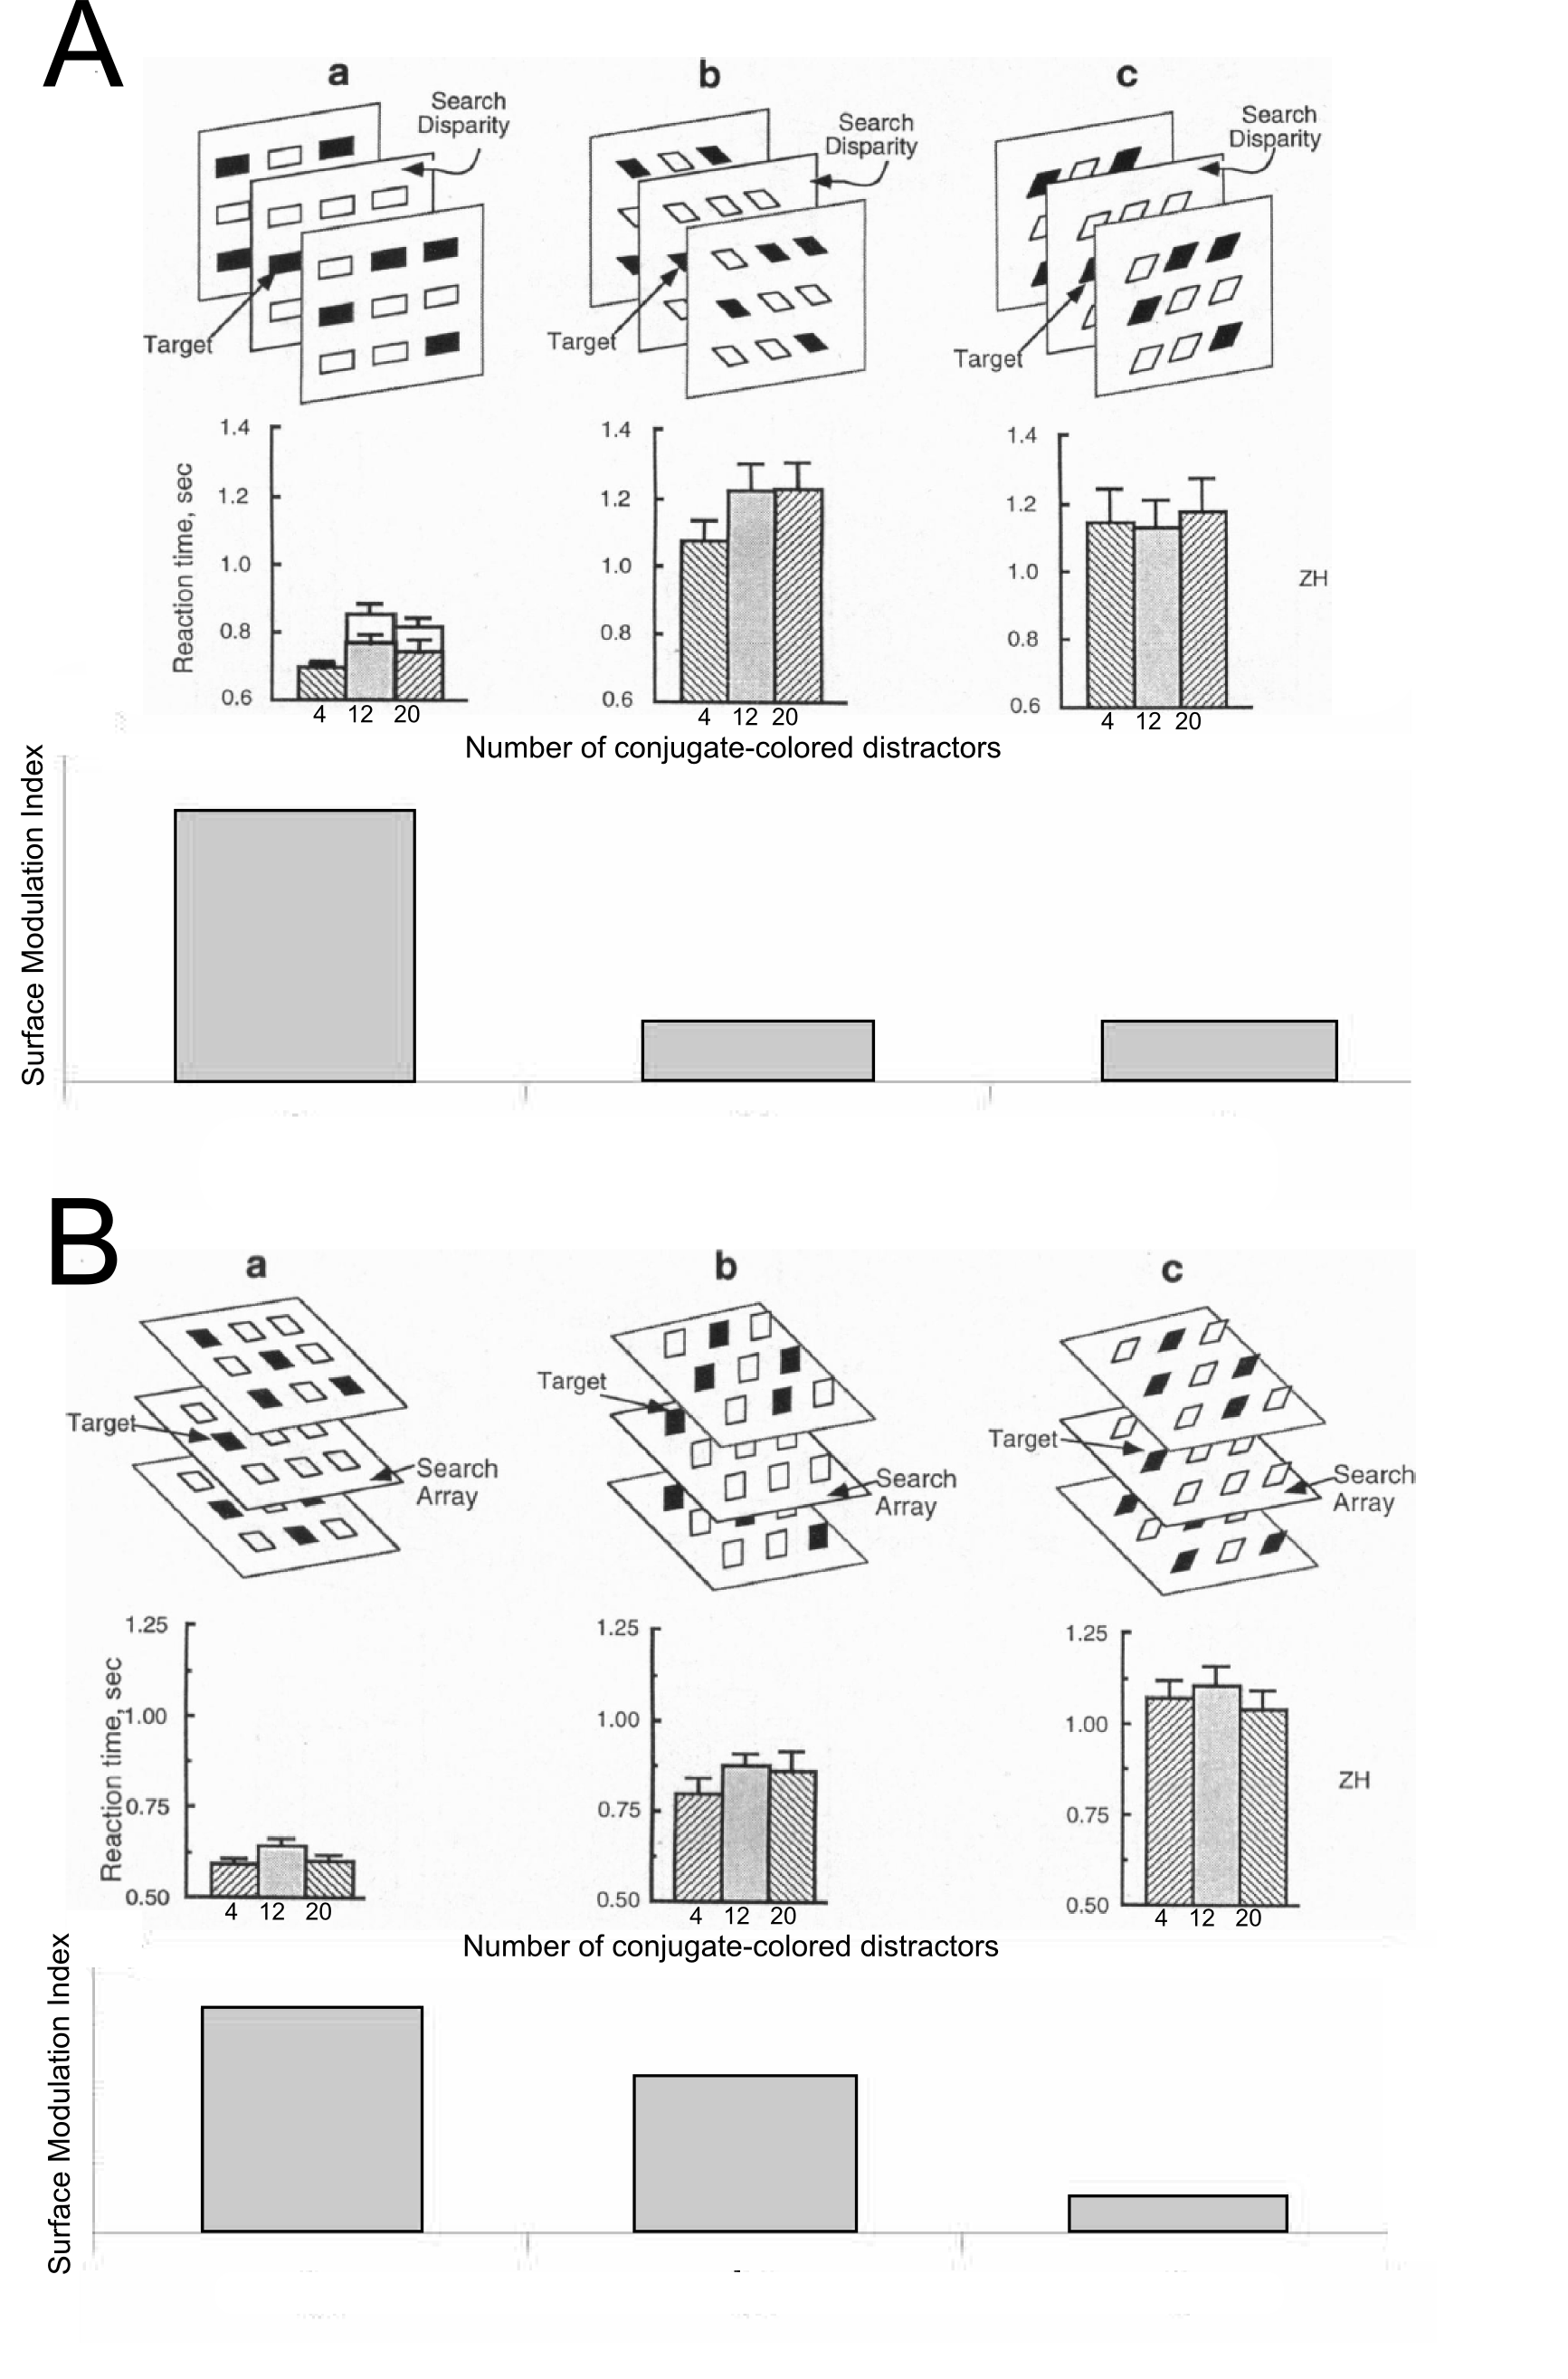 A
a
b
c
Search
Disparity
Search
Disparity
Search
Disparity
Target
Target
Target
Reaction time, sec
1.4
1.2
1.0
0.8
0.6
4 12 20
1.4
1.2
1.0
0.8
0.6
4 12 20
1.4
1.2
1.0
0.8
0.6
4 12 20
ZH
Number of conjugate-colored distractors
Surface Modulation Index
B
a
b
c
Target
Search
Array
Target
Search
Array
Target
Search
Array
Reaction time, sec
1.25
1.00
0.75
0.50
4 12 20
1.25
1.00
0.75
0.50
4 12 20
1.25
1.00
0.75
0.50
4 12 20
ZH
Number of conjugate-colored distractors
Surface Modulation Index